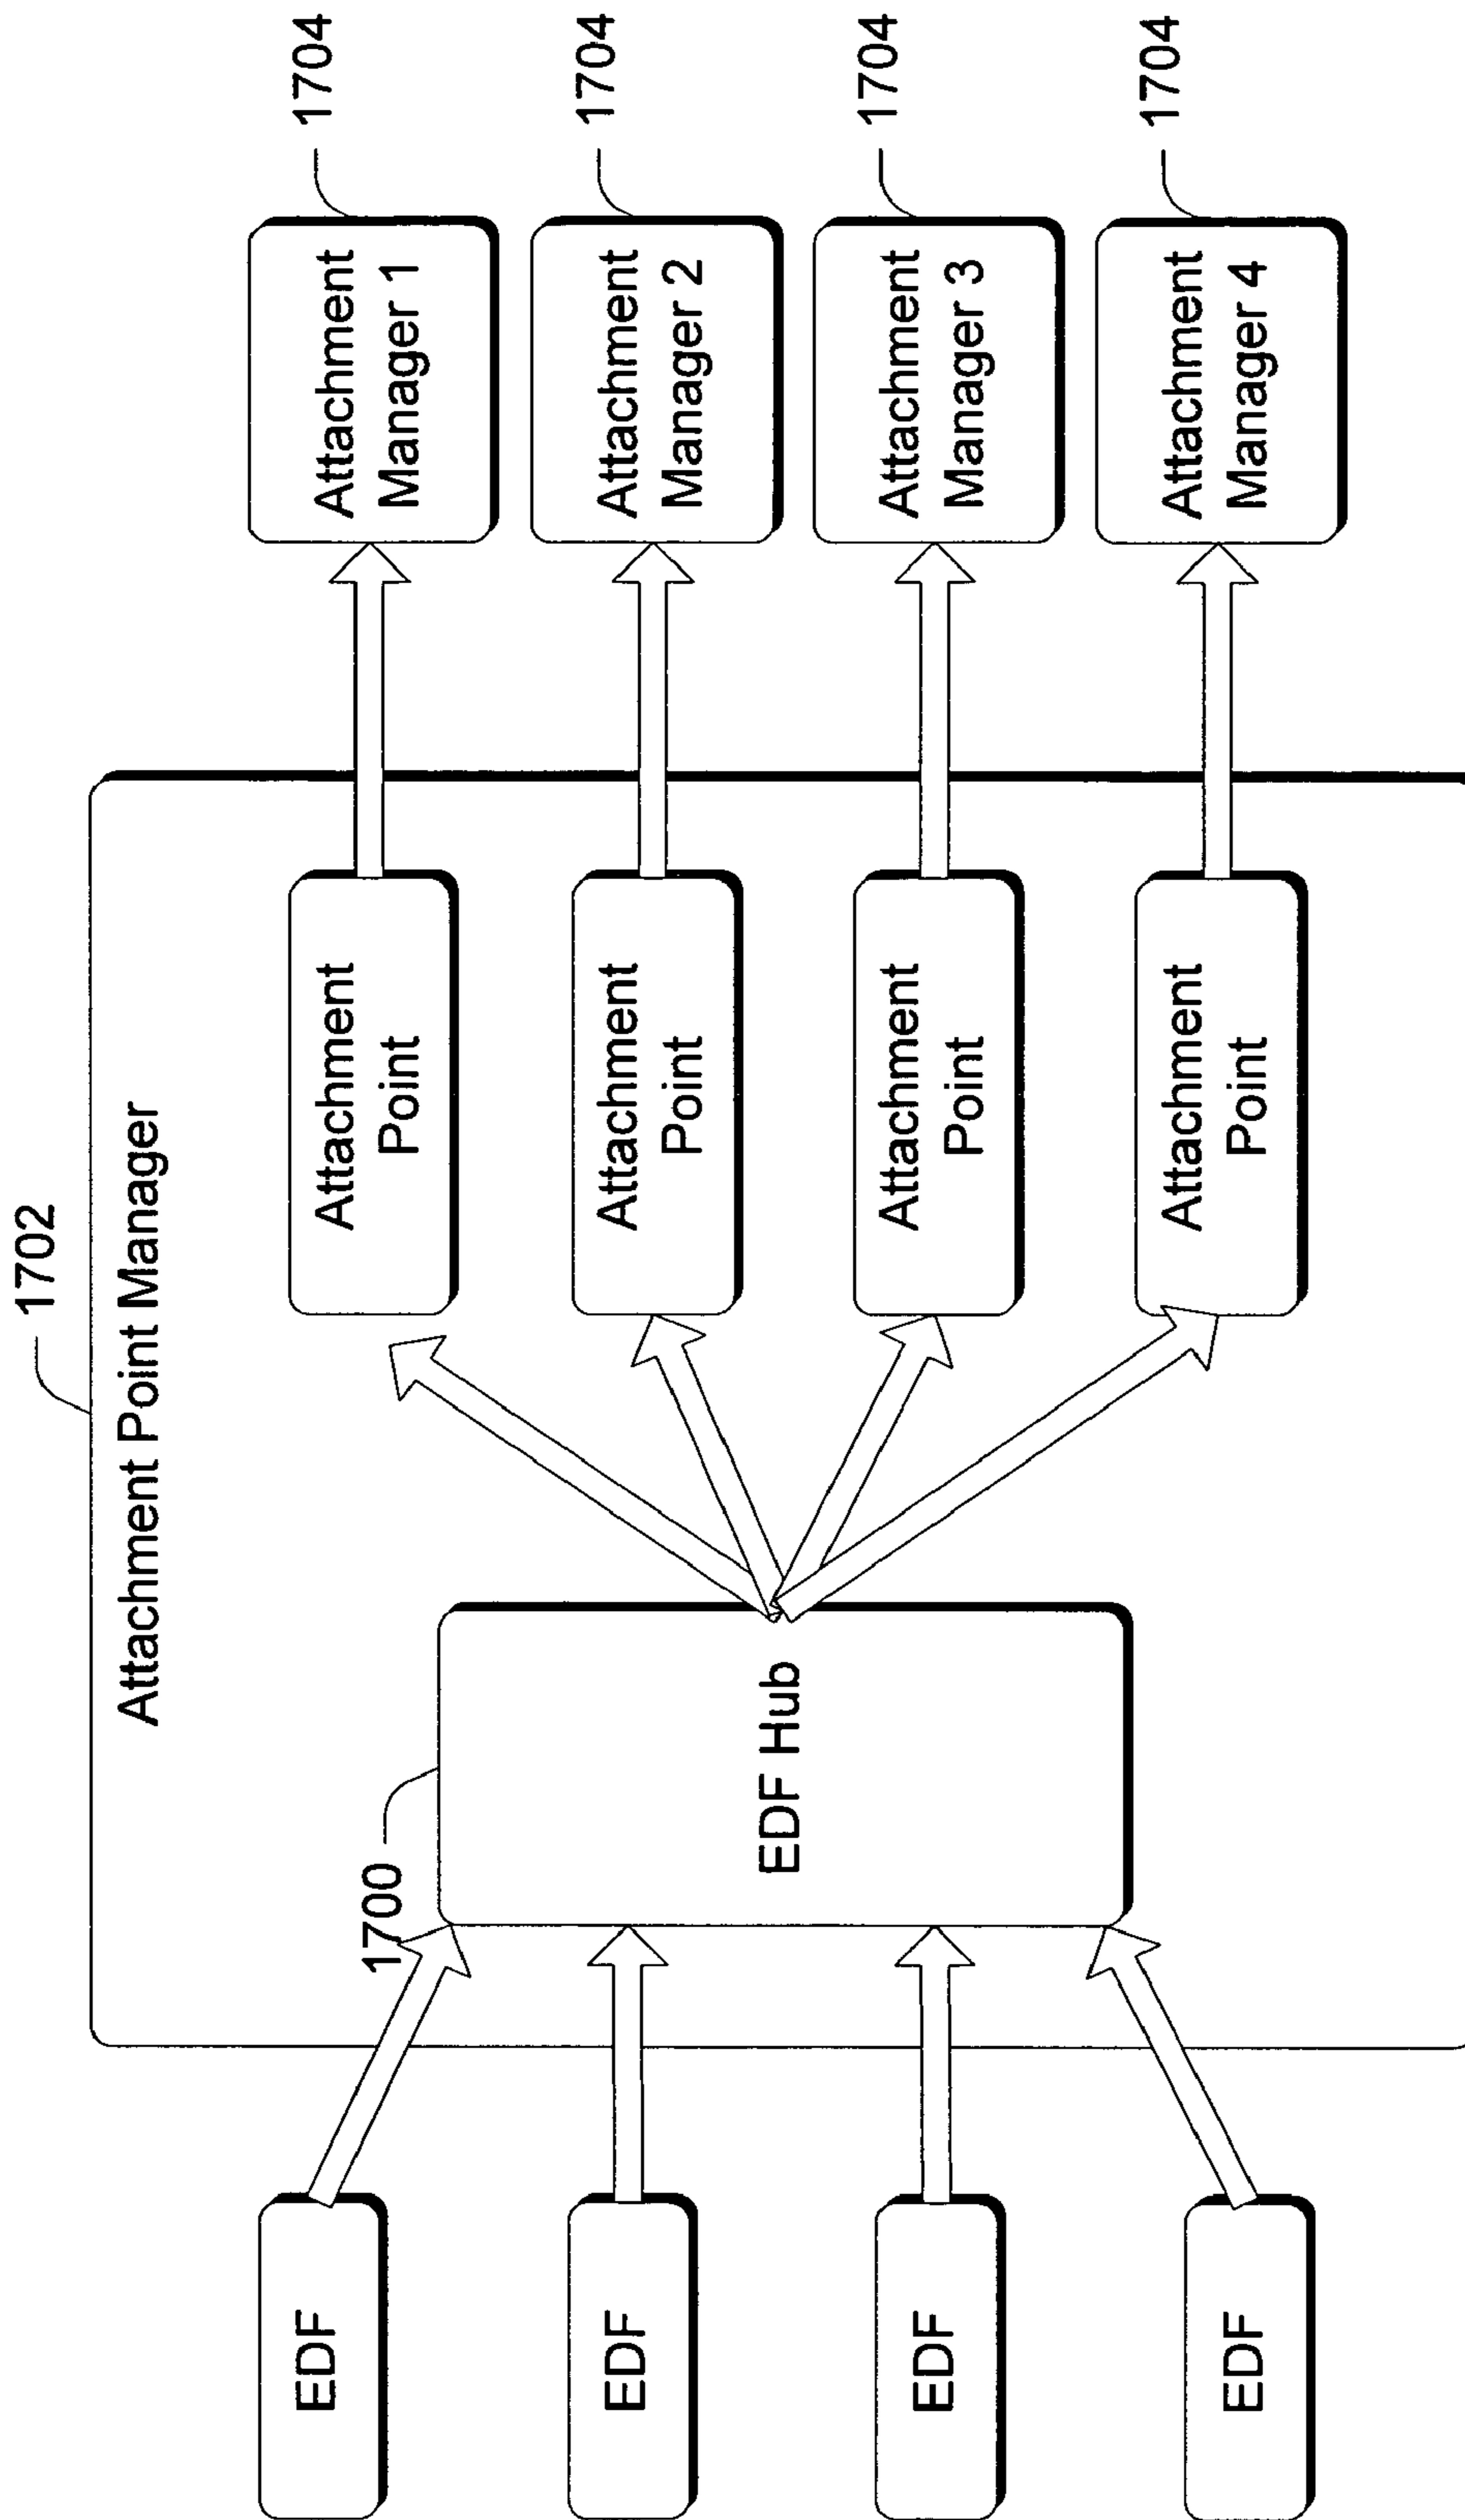 1702
Attachment Point Manager
1700
EDF
EDF
EDF
EDF
EDF Hub
Attachment
Point
Attachment
Point
Attachment
Point
Attachment
Point
Attachment
Manager 1
Attachment
Manager 2
Attachment
Manager 3
Attachment
Manager 4
1704
1704
1704
1704